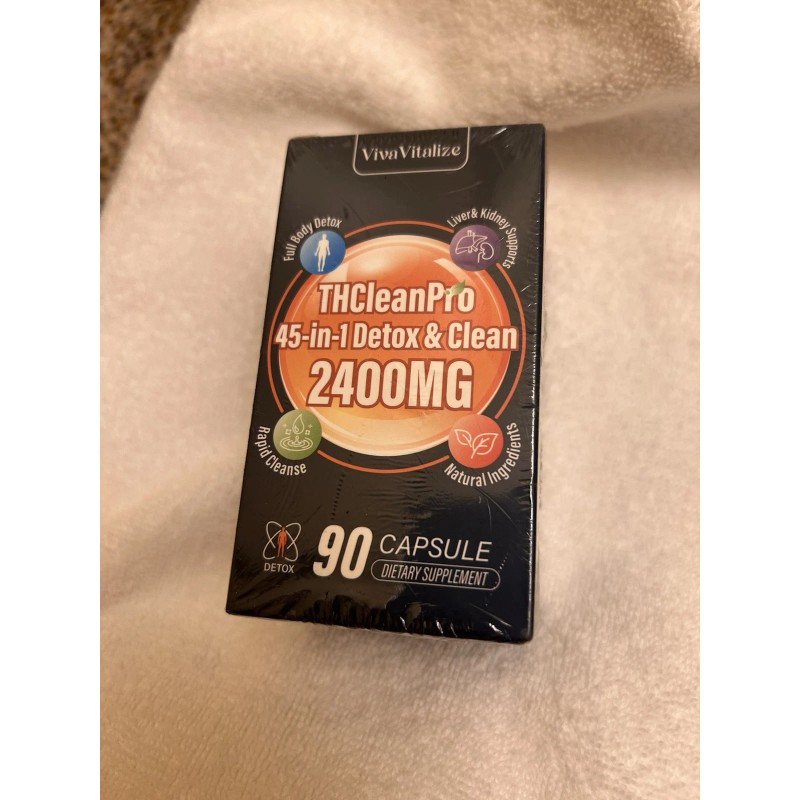 VivaVitalize
Full Body Detox
Liver& Kidney Supports
THCleanPro
45-in-1 Detox & Clean
2400MG
Rapid Cleanse
Natural Ingredients
DETOX
90 CAPSULE
DIETARY SUPPLEMENT